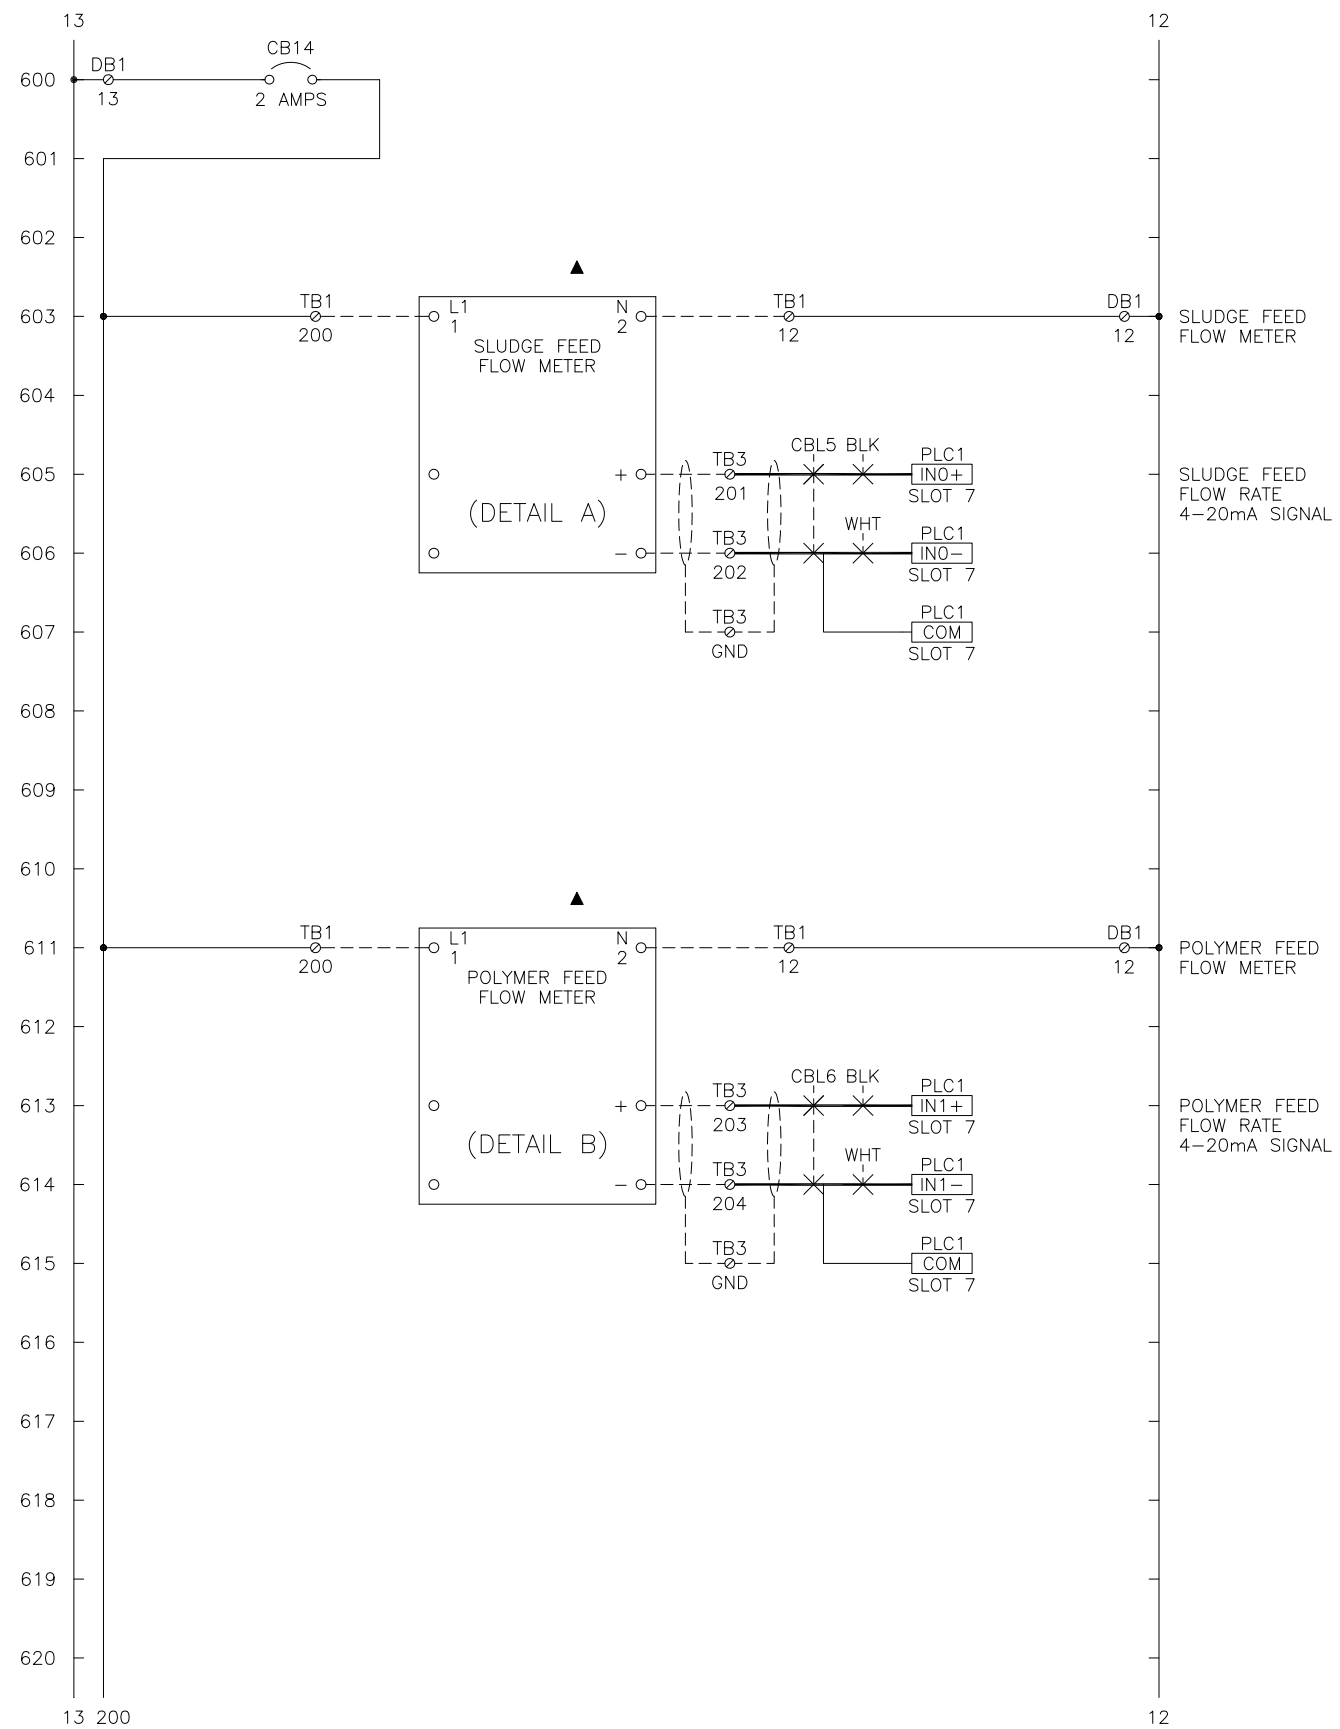 13 12
600 DB1 CB14
13 2 AMPS
601
602
603 TB1 L1 N TB1 DB1 SLUDGE FEED
200 1 2 12 12 FLOW METER
SLUDGE FEED
FLOW METER
604
CBL5 BLK PLC1
605 + TB3 IN0+ SLUDGE FEED
201 SLOT 7 FLOW RATE
(DETAIL A) 4-20mA SIGNAL
WHT PLC1
606 - TB3 IN0-
202 SLOT 7
607 TB3 PLC1
GND COM
SLOT 7
608
609
610
611 TB1 L1 N TB1 DB1 POLYMER FEED
200 1 2 12 12 FLOW METER
POLYMER FEED
FLOW METER
612
CBL6 BLK PLC1
613 + TB3 IN1+ POLYMER FEED
203 SLOT 7 FLOW RATE
(DETAIL B) 4-20mA SIGNAL
WHT PLC1
614 - TB3 IN1-
204 SLOT 7
615 TB3 PLC1
GND COM
SLOT 7
616
617
618
619
620
13 200 12